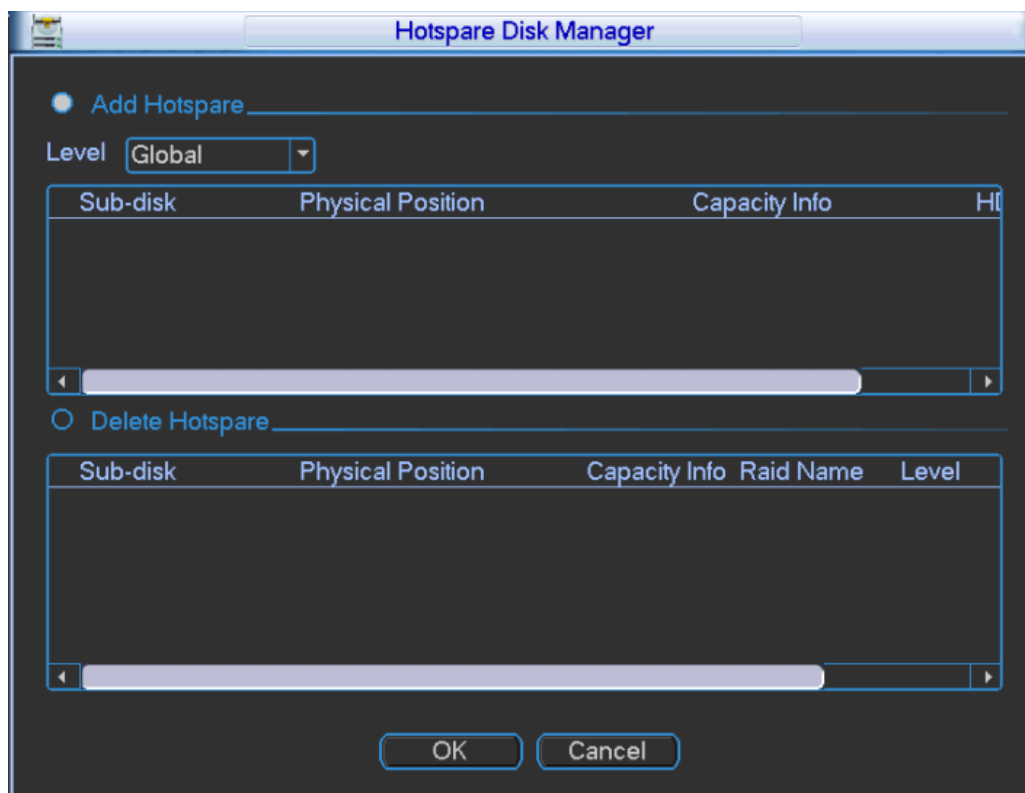 Hotspare Disk Manager
Add Hotspare
Level Global
Sub-disk Physical Position Capacity Info
Delete Hotspare
Sub-disk Physical Position Capacity Info Raid Name Level
OK Cancel